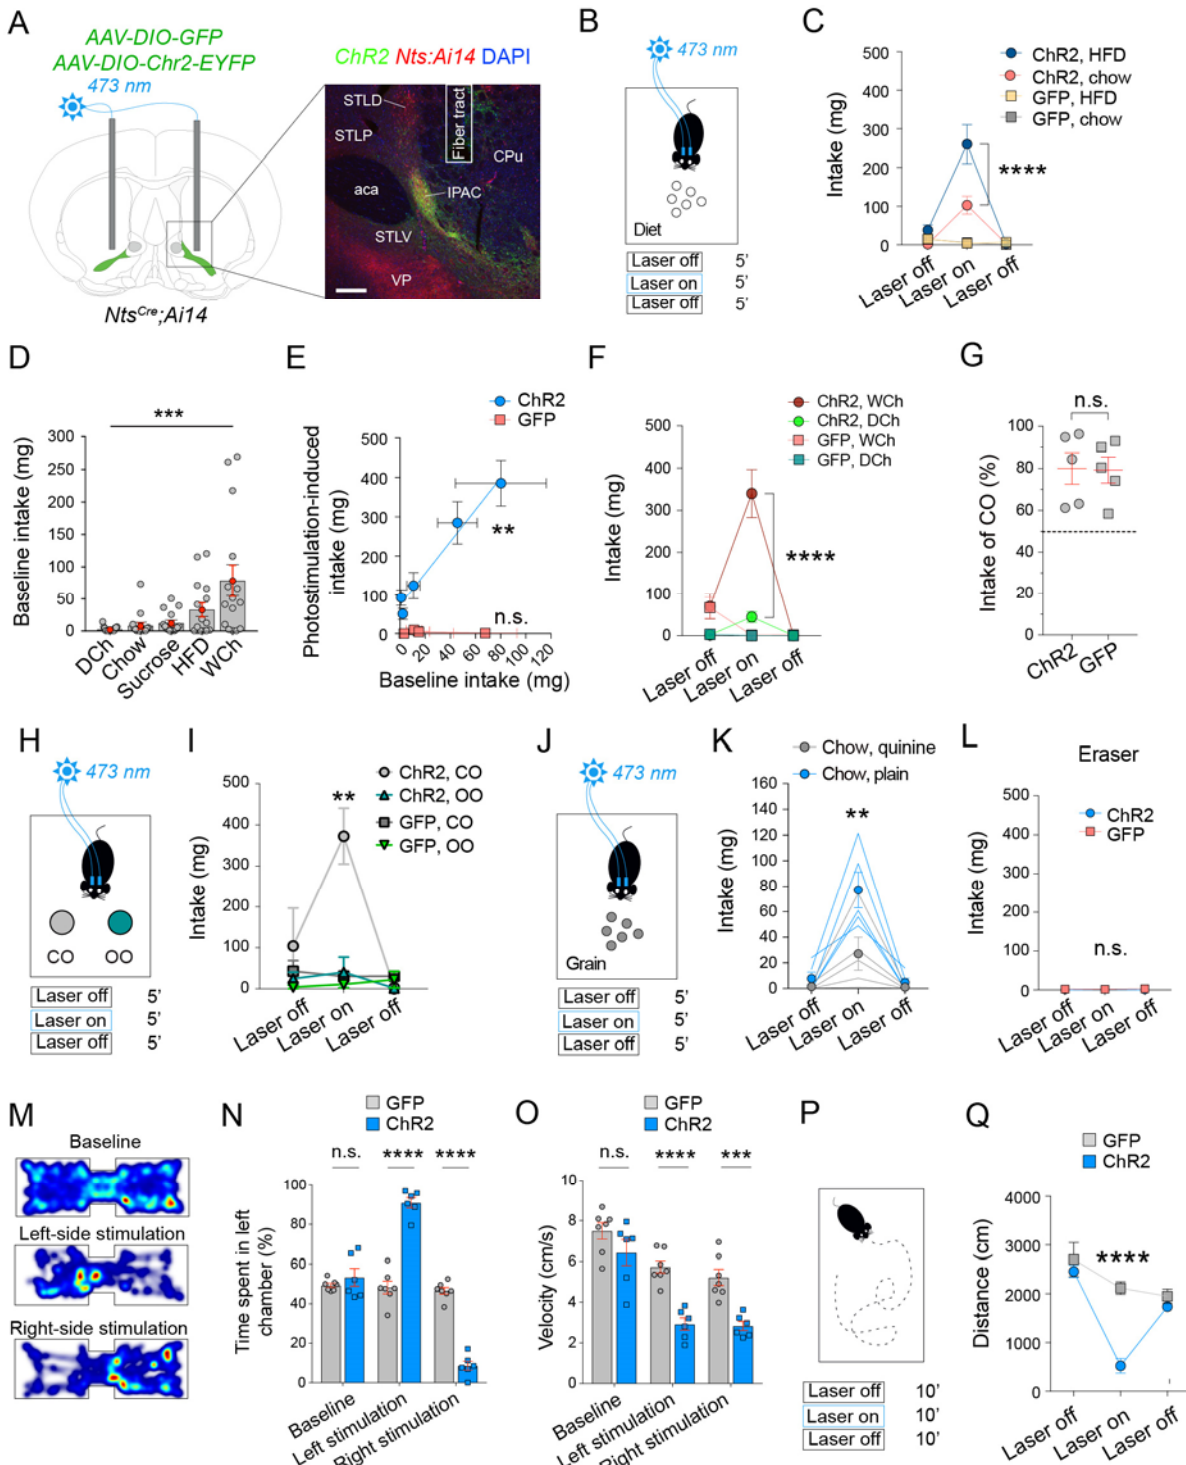 A
AAV-DIO-GFP
AAV-DIO-Chr2-EYFP
473 nm
Nts^Cre;Ai14
ChR2 Nts:Ai14 DAPI
STLD
STLP
Fiber tract
CPu
aca
IPAC
STLV
VP
B
473 nm
Diet
Laser off 5’
Laser on 5’
Laser off 5’
C
ChR2, HFD
ChR2, chow
GFP, HFD
GFP, chow
Intake (mg)
500
400
300
200
100
0
****
Laser off
Laser on
Laser off
D
***
Baseline intake (mg)
300
250
200
150
100
50
0
DCh
Chow
Sucrose
HFD
WCh
E
ChR2
GFP
Photostimulation-induced
intake (mg)
500
400
300
200
100
0
**
n.s.
0 20 40 60 80 100 120
Baseline intake (mg)
F
ChR2, WCh
ChR2, DCh
GFP, WCh
GFP, DCh
Intake (mg)
500
400
300
200
100
0
****
Laser off
Laser on
Laser off
G
n.s.
Intake of CO (%)
100
80
60
40
20
0
ChR2
GFP
H
473 nm
CO OO
Laser off 5’
Laser on 5’
Laser off 5’
I
ChR2, CO
ChR2, OO
GFP, CO
GFP, OO
Intake (mg)
500
400
300
200
100
0
**
Laser off
Laser on
Laser off
J
473 nm
Grain
Laser off 5’
Laser on 5’
Laser off 5’
K
Chow, quinine
Chow, plain
Intake (mg)
160
140
120
100
80
60
40
20
0
**
Laser off
Laser on
Laser off
L
Eraser
ChR2
GFP
Intake (mg)
500
400
300
200
100
0
n.s.
Laser off
Laser on
Laser off
M
Baseline
Left-side stimulation
Right-side stimulation
N
GFP
ChR2
n.s. **** ****
Time spent in left
chamber (%)
100
80
60
40
20
0
Baseline
Left stimulation
Right stimulation
O
GFP
ChR2
n.s. **** ***
Velocity (cm/s)
8
6
4
2
0
Baseline
Left stimulation
Right stimulation
P
Laser off 10’
Laser on 10’
Laser off 10’
Q
GFP
ChR2
Distance (cm)
4000
3000
2000
1000
0
****
Laser off
Laser on
Laser off